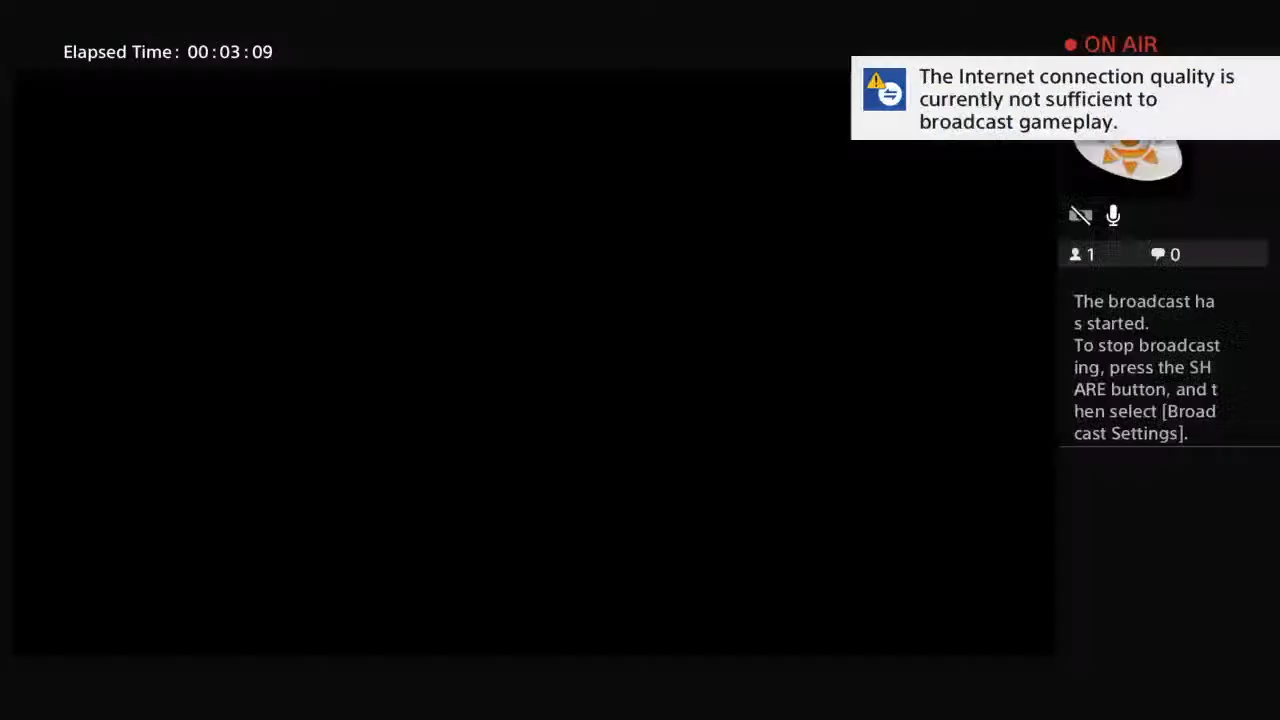 Elapsed Time: 00:03:09
ON AIR
The Internet connection quality is
currently not sufficient to
broadcast gameplay.
1
0
The broadcast ha
s started.
To stop broadcast
ing, press the SH
ARE button, and t
hen select [Broad
cast Settings].